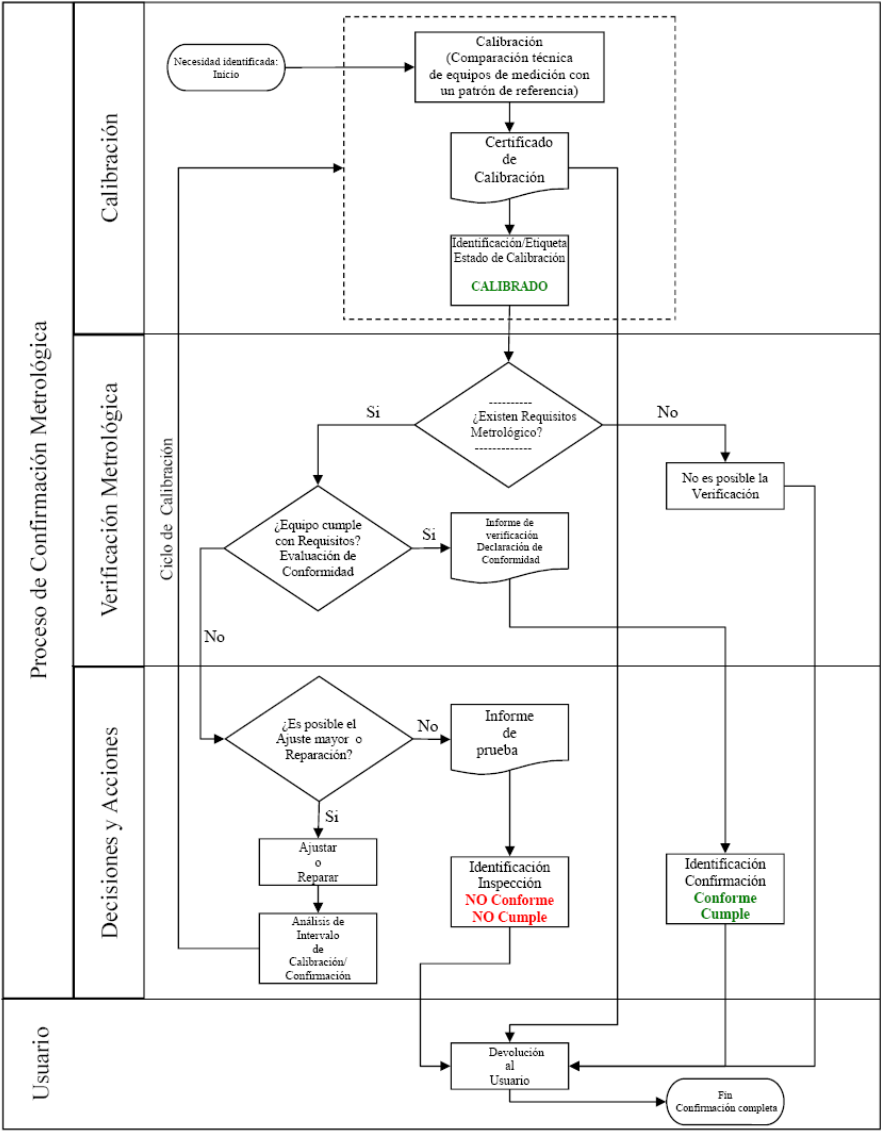 Proceso de Confirmación Metrológica
Calibración
Necesidad identificada:
Inicio
Calibración
(Comparación técnica
de equipos de medición con
un patrón de referencia)
Certificado
de
Calibración
Identificación/Etiqueta
Estado de Calibración
CALIBRADO
Verificación Metrológica
Ciclo de Calibración
----------
¿Existen Requisitos
Metrológico?
-------------
Si
No
No es posible la
Verificación
¿Equipo cumple
con Requisitos?
Evaluación de
Conformidad
Si
Informe de
verificación
Declaración de
Conformidad
No
Decisiones y Acciones
¿Es posible el
Ajuste mayor o
Reparación?
No
Informe
de
prueba
Si
Ajustar
o
Reparar
Identificación
Inspección
NO Conforme
NO Cumple
Identificación
Confirmación
Conforme
Cumple
Análisis de
Intervalo
de
Calibración/
Confirmación
Usuario
Devolución
al
Usuario
Fin
Confirmación completa